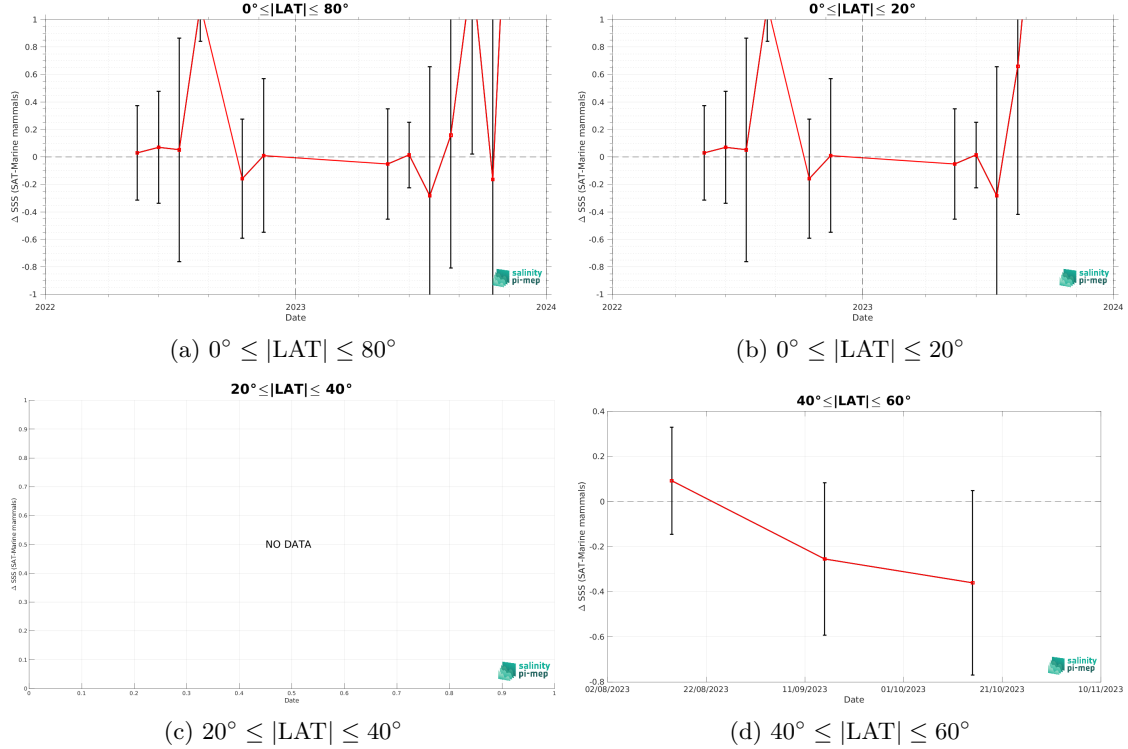 0°≤|LAT|≤ 80°
1
0.8
0.6
0.4
0.2
0
-0.2
-0.4
-0.6
-0.8
-1
Δ SSS (SAT-Marine mammals)
2022
2023
2024
Date
salinity
pi-mep
(a) 0° ≤ |LAT| ≤ 80°
0°≤|LAT|≤ 20°
1
0.8
0.6
0.4
0.2
0
-0.2
-0.4
-0.6
-0.8
-1
Δ SSS (SAT-Marine mammals)
2022
2023
2024
Date
salinity
pi-mep
(b) 0° ≤ |LAT| ≤ 20°
20°≤|LAT|≤ 40°
1
0.9
0.8
0.7
0.6
0.5
0.4
0.3
0.2
0.1
0
Δ SSS (SAT-Marine mammals)
NO DATA
0
0.1
0.2
0.3
0.4
0.5
0.6
0.7
0.8
0.9
1
Date
salinity
pi-mep
(c) 20° ≤ |LAT| ≤ 40°
40°≤|LAT|≤ 60°
0.4
0.2
0
-0.2
-0.4
-0.6
-0.8
Δ SSS (SAT-Marine mammals)
02/08/2023
22/08/2023
11/09/2023
01/10/2023
21/10/2023
10/11/2023
Date
salinity
pi-mep
(d) 40° ≤ |LAT| ≤ 60°